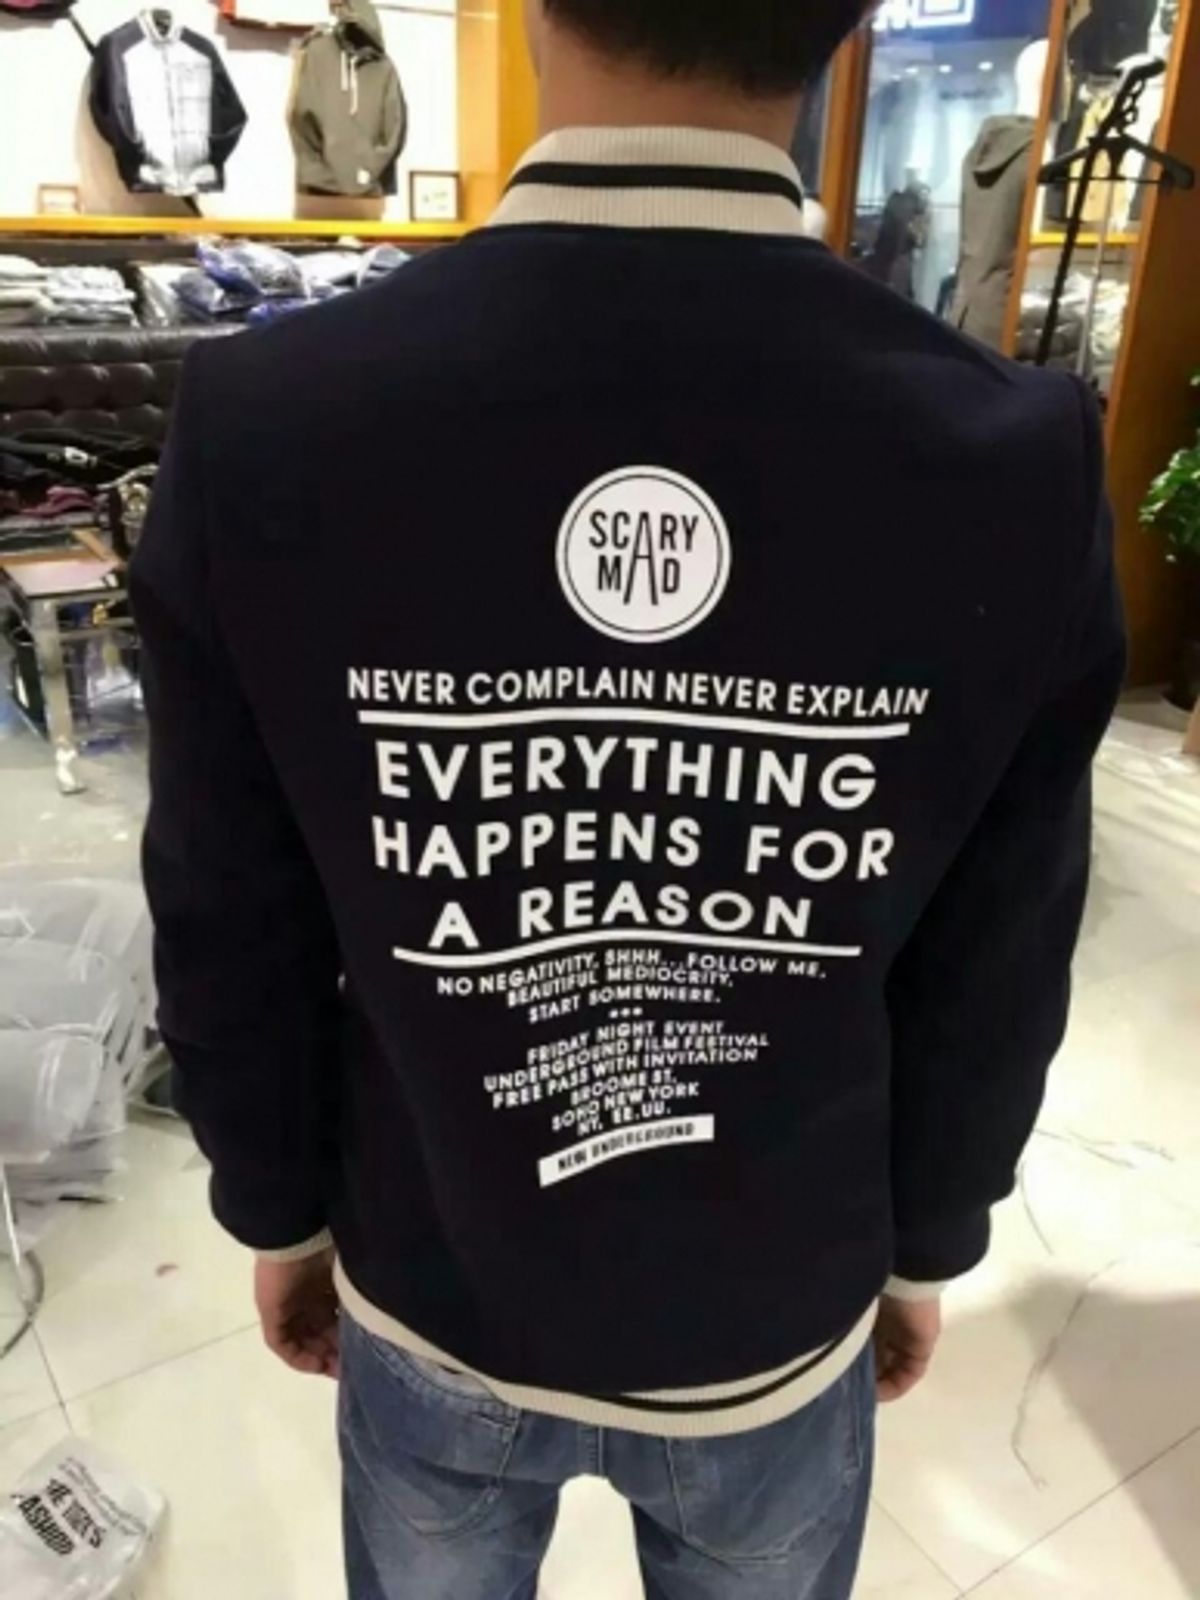 SCARY
MAD
NEVER COMPLAIN NEVER EXPLAIN
EVERYTHING
HAPPENS FOR
A REASON
NO NEGATIVITY. SHHH...FOLLOW ME.
BEAUTIFUL MEDIOCRITY.
START SOMEWHERE.
•••
FRIDAY NIGHT EVENT
UNDERGROUND FILM FESTIVAL
FREE PASS WITH INVITATION
BROOME ST.
SOHO NEW YORK
NY. EE.UU.
NEW UNDERGROUND